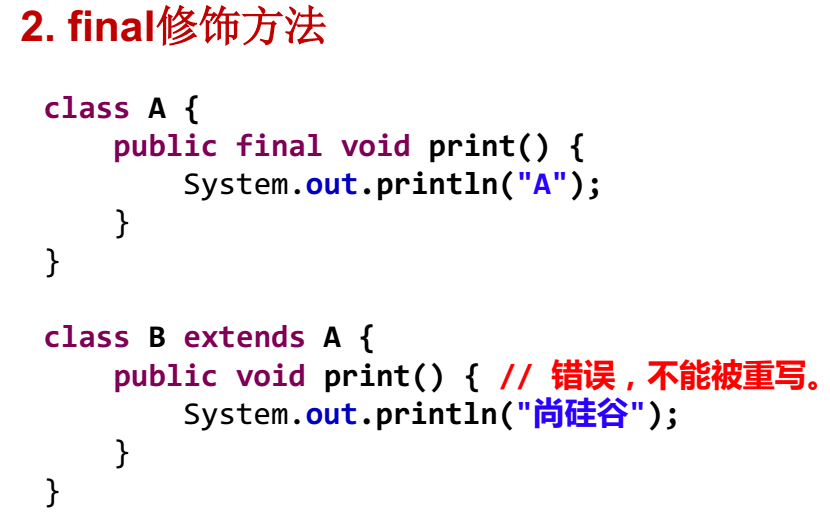 2. final修饰方法
class A {
    public final void print() {
        System.out.println("A");
    }
}
class B extends A {
    public void print() { // 错误，不能被重写。
        System.out.println("尚硅谷");
    }
}